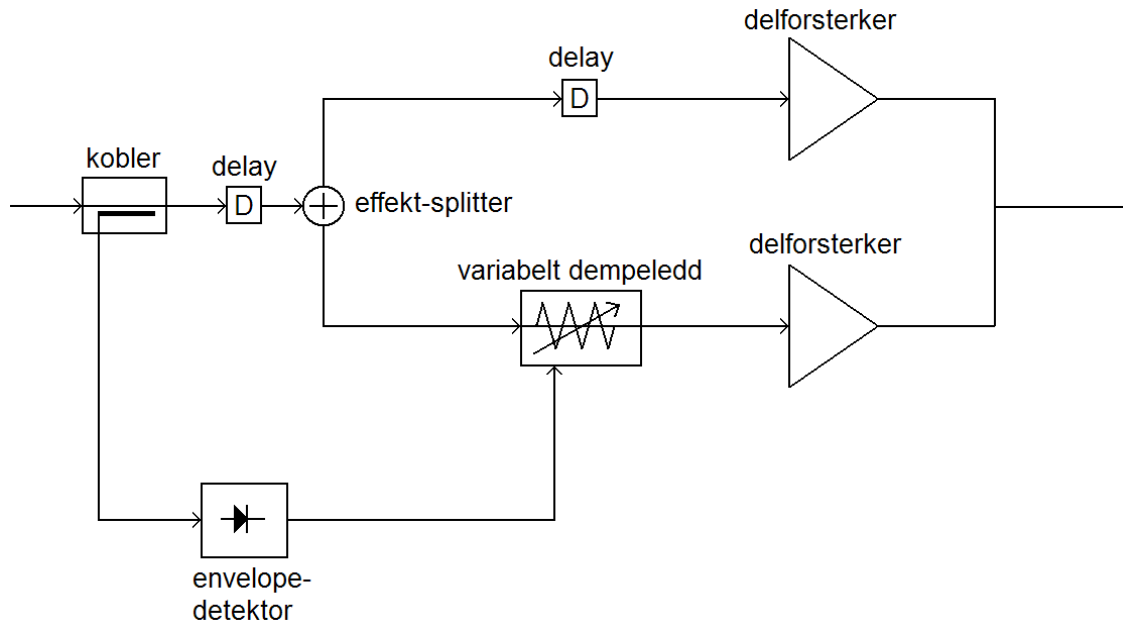 delforsterker
delay
D
kobler
delay
D
effekt-splitter
delforsterker
variabelt dempeledd
envelope-
detektor